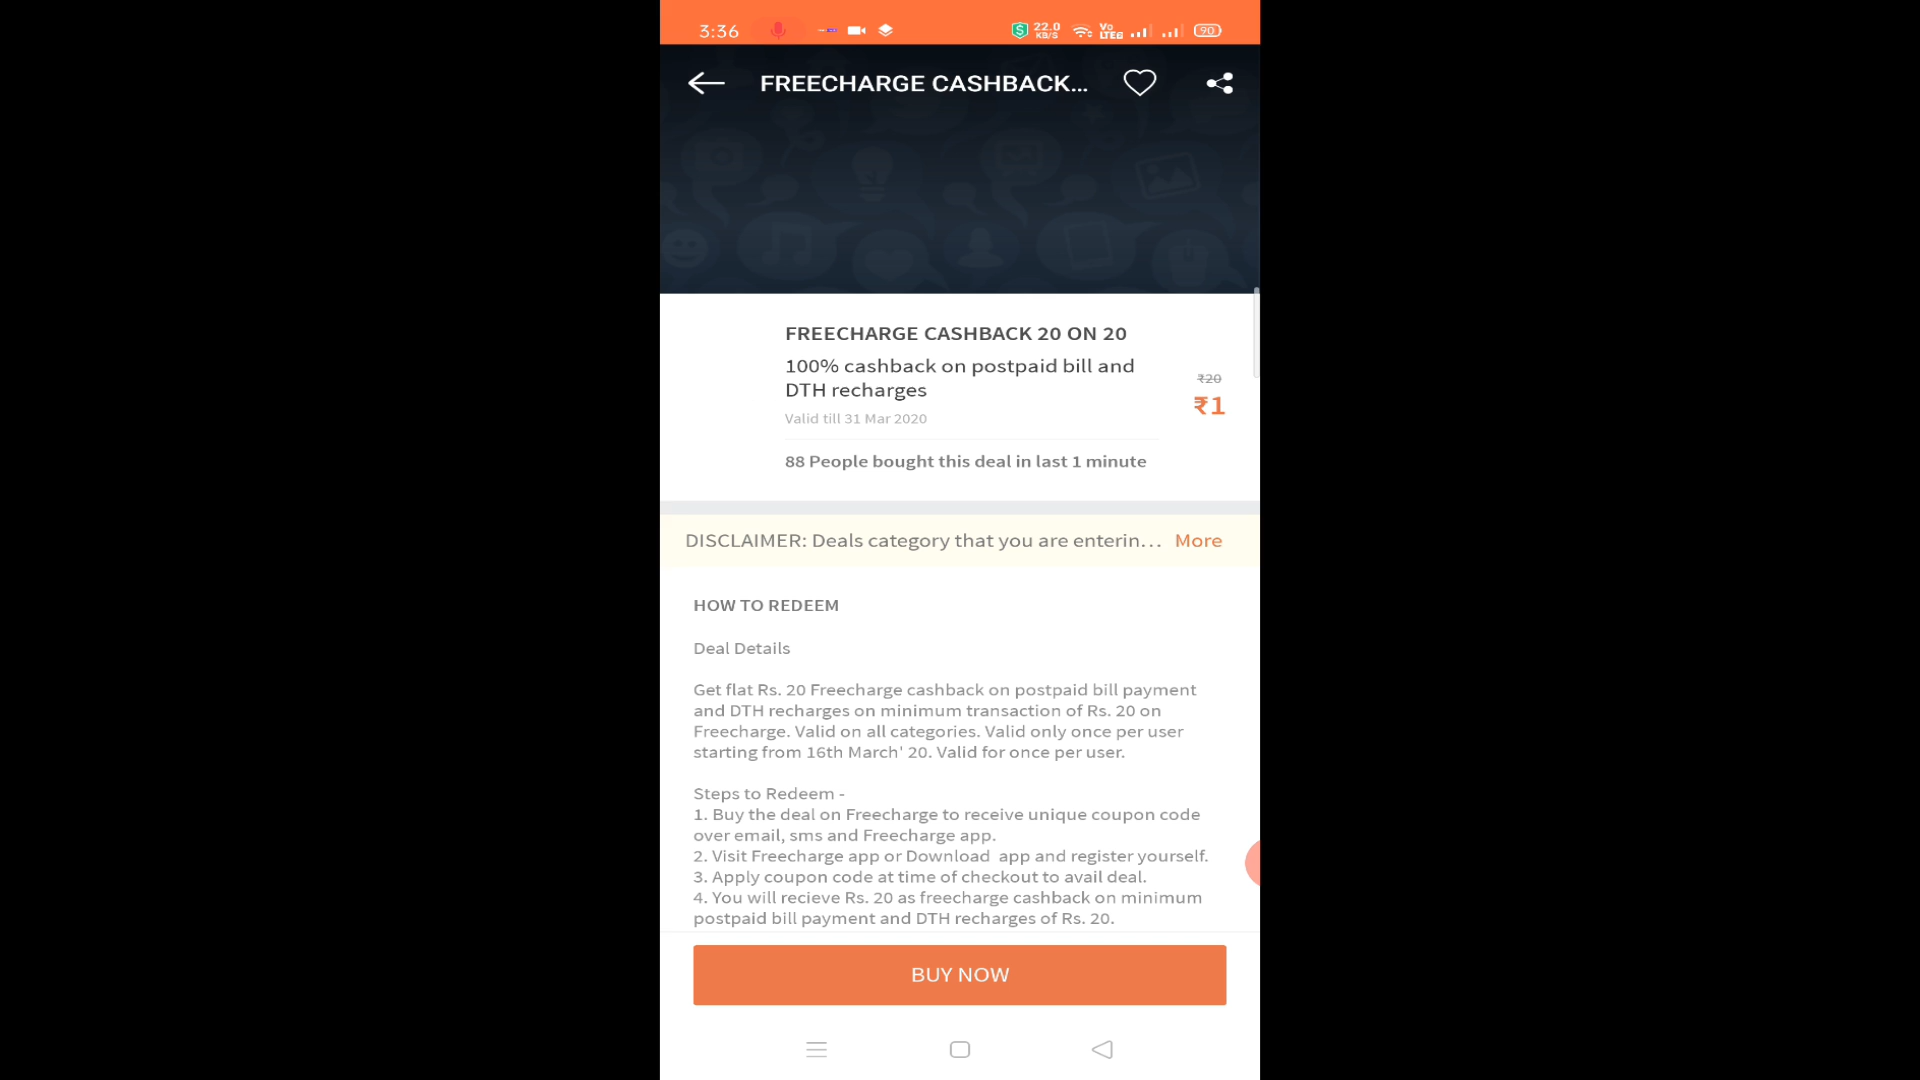 3:36
22.0
KB/S
Vo
LTE
90
FREECHARGE CASHBACK...
FREECHARGE CASHBACK 20 ON 20
100% cashback on postpaid bill and
DTH recharges
₹20
₹1
Valid till 31 Mar 2020
88 People bought this deal in last 1 minute
DISCLAIMER: Deals category that you are enterin... More
HOW TO REDEEM
Deal Details
Get flat Rs. 20 Freecharge cashback on postpaid bill payment
and DTH recharges on minimum transaction of Rs. 20 on
Freecharge. Valid on all categories. Valid only once per user
starting from 16th March' 20. Valid for once per user.
Steps to Redeem -
1. Buy the deal on Freecharge to receive unique coupon code
over email, sms and Freecharge app.
2. Visit Freecharge app or Download  app and register yourself.
3. Apply coupon code at time of checkout to avail deal.
4. You will recieve Rs. 20 as freecharge cashback on minimum
postpaid bill payment and DTH recharges of Rs. 20.
BUY NOW